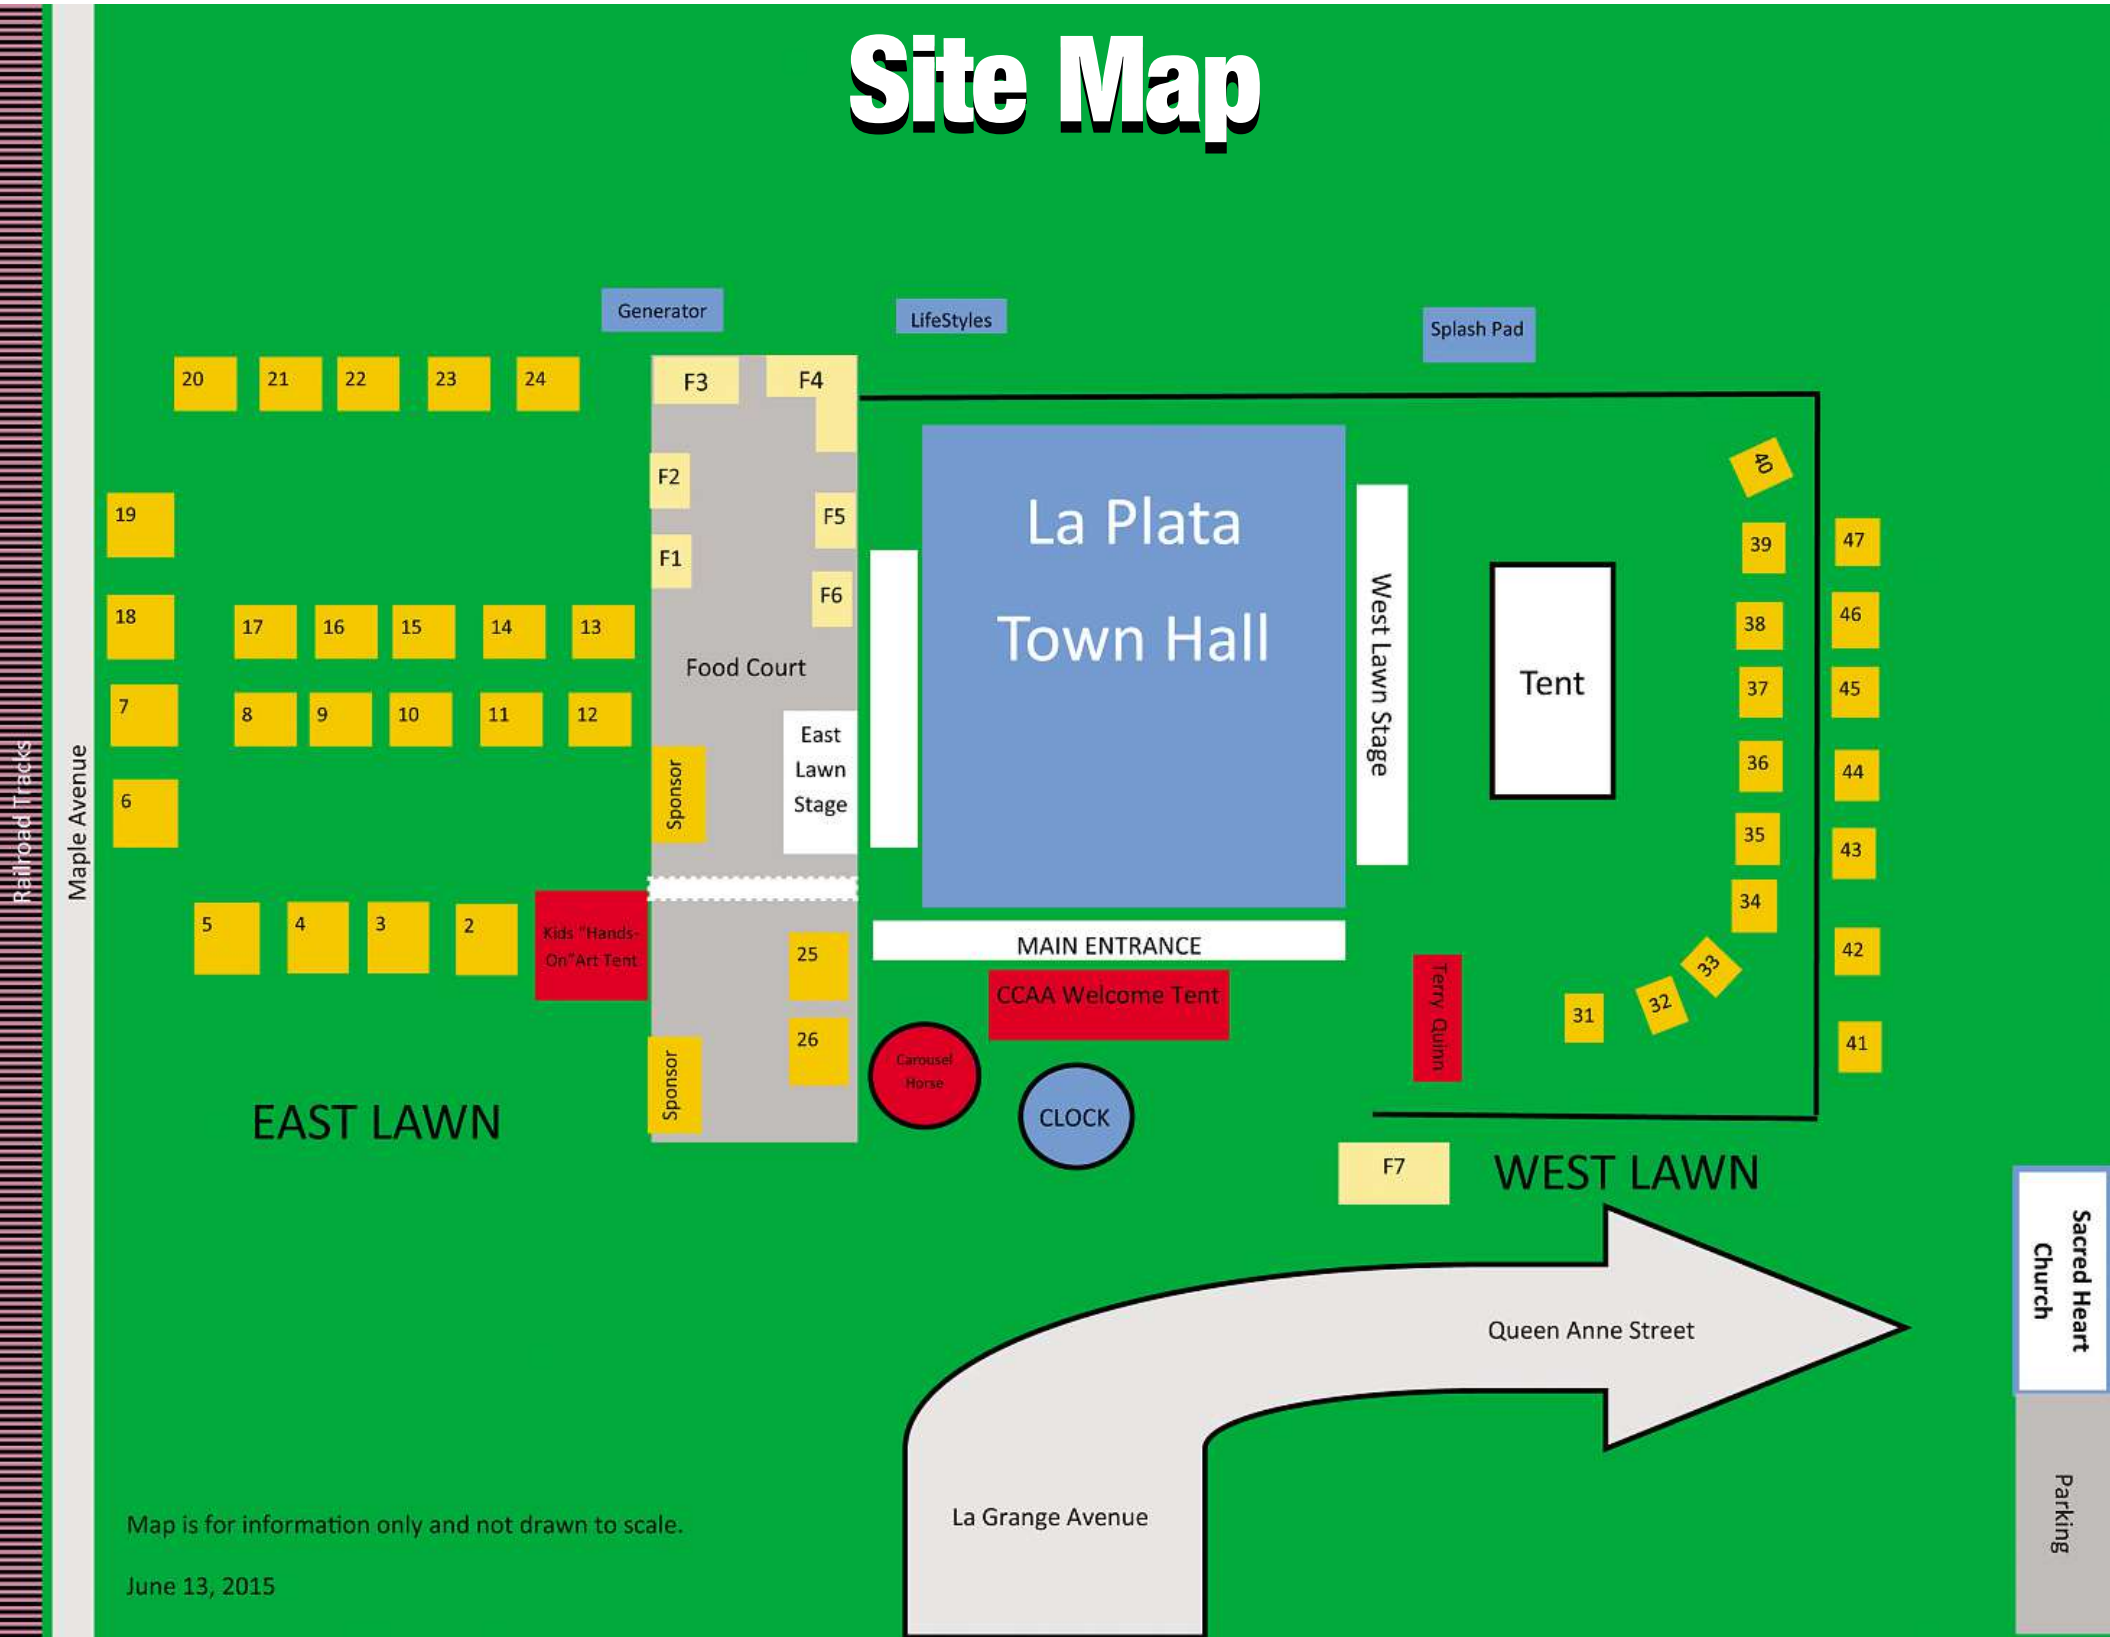 Site Map
Generator
LifeStyles
Splash Pad
20
21
22
23
24
F3
F4
F2
F5
F1
F6
19
18
17
16
15
14
13
Food Court
7
8
9
10
11
12
6
Sponsor
East
Lawn
Stage
La Plata
Town Hall
West Lawn Stage
Tent
40
39
38
37
36
35
34
33
32
31
47
46
45
44
43
42
41
Railroad Tracks
Maple Avenue
5
4
3
2
Kids "Hands-
On"Art Tent
25
26
Sponsor
MAIN ENTRANCE
CCAA Welcome Tent
Carousel
Horse
CLOCK
Terry Quinn
EAST LAWN
F7
WEST LAWN
Sacred Heart
Church
Parking
Queen Anne Street
La Grange Avenue
Map is for information only and not drawn to scale.
June 13, 2015